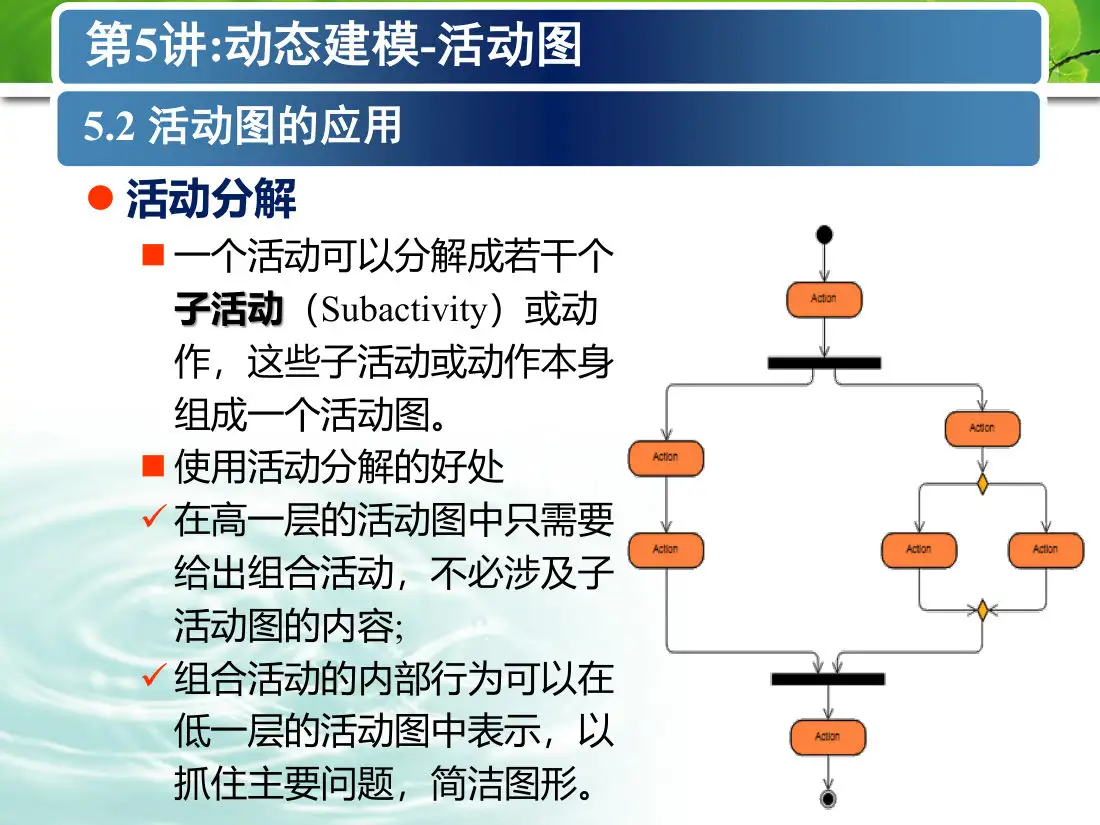 第5讲:动态建模-活动图
5.2 活动图的应用
活动分解
一个活动可以分解成若干个
子活动（Subactivity）或动
作，这些子活动或动作本身
组成一个活动图。
使用活动分解的好处
在高一层的活动图中只需要
给出组合活动，不必涉及子
活动图的内容;
组合活动的内部行为可以在
低一层的活动图中表示，以
抓住主要问题，简洁图形。
Action
Action
Action
Action
Action
Action
Action